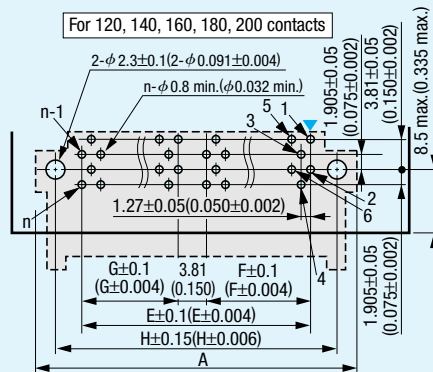 For 120, 140, 160, 180, 200 contacts
2-φ 2.3±0.1(2-φ0.091±0.004)
n-φ0.8 min.(φ0.032 min.)
n-1
5
1
3
n
2
6
4
1.27±0.05(0.050±0.002)
1.905±0.05
(0.075±0.002)
3.81±0.05
(0.150±0.002)
8.5 max.(0.335 max.)
1.905±0.05
(0.075±0.002)
G±0.1
(G±0.004)
3.81
(0.150)
F±0.1
(F±0.004)
E±0.1(E±0.004)
H±0.15(H±0.006)
A